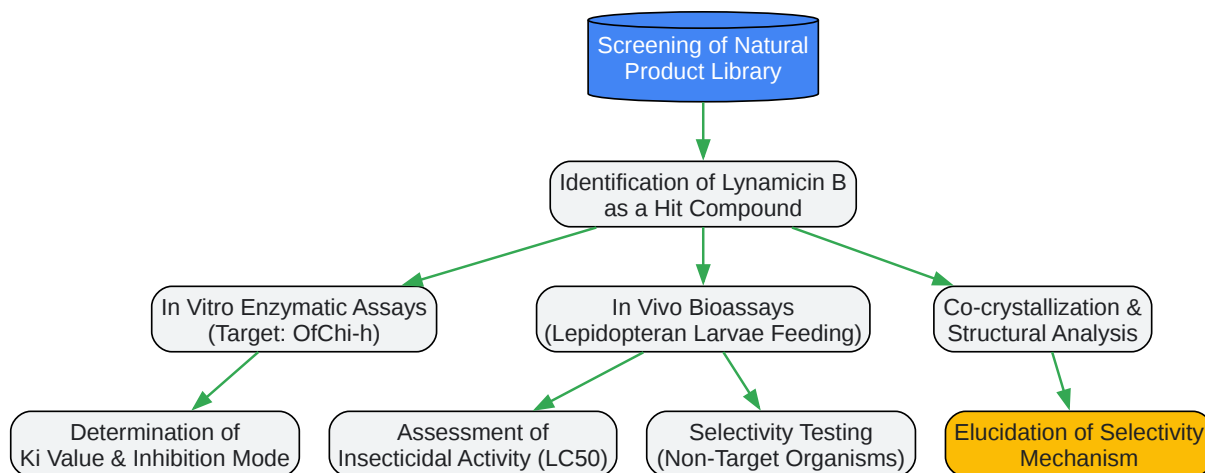 Screening of Natural
Product Library
Identification of Lynamicin B
as a Hit Compound
In Vitro Enzymatic Assays
(Target: OfChi-h)
In Vivo Bioassays
(Lepidopteran Larvae Feeding)
Co-crystallization &
Structural Analysis
Determination of
Ki Value & Inhibition Mode
Assessment of
Insecticidal Activity (LC50)
Selectivity Testing
(Non-Target Organisms)
Elucidation of Selectivity
Mechanism